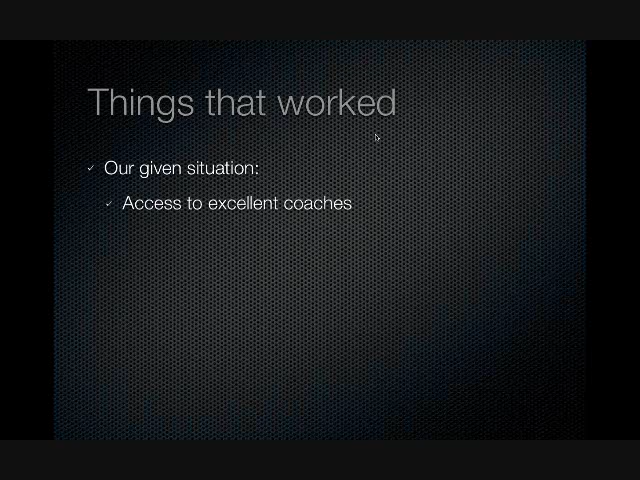 Things that worked
✓ Our given situation:
✓ Access to excellent coaches